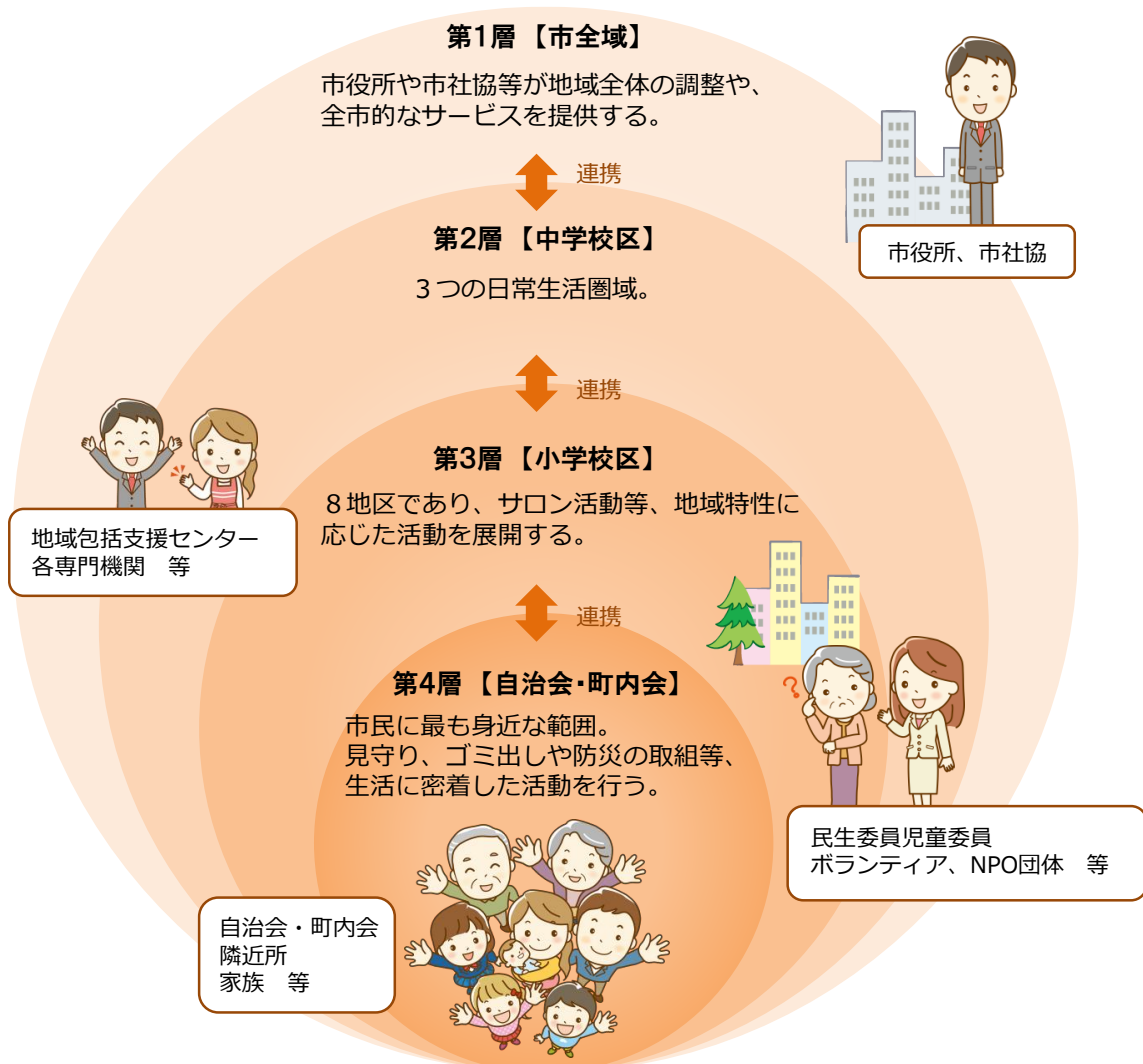 第1層 【市全域】
市役所や市社協等が地域全体の調整や、
全市的なサービスを提供する。
連携
市役所、市社協
第2層 【中学校区】
３つの日常生活圏域。
連携
地域包括支援センター
各専門機関　等
第3層 【小学校区】
８地区であり、サロン活動等、地域特性に
応じた活動を展開する。
連携
?
民生委員児童委員
ボランティア、NPO団体　等
第4層 【自治会・町内会】
市民に最も身近な範囲。
見守り、ゴミ出しや防災の取組等、
生活に密着した活動を行う。
自治会・町内会
隣近所
家族　等